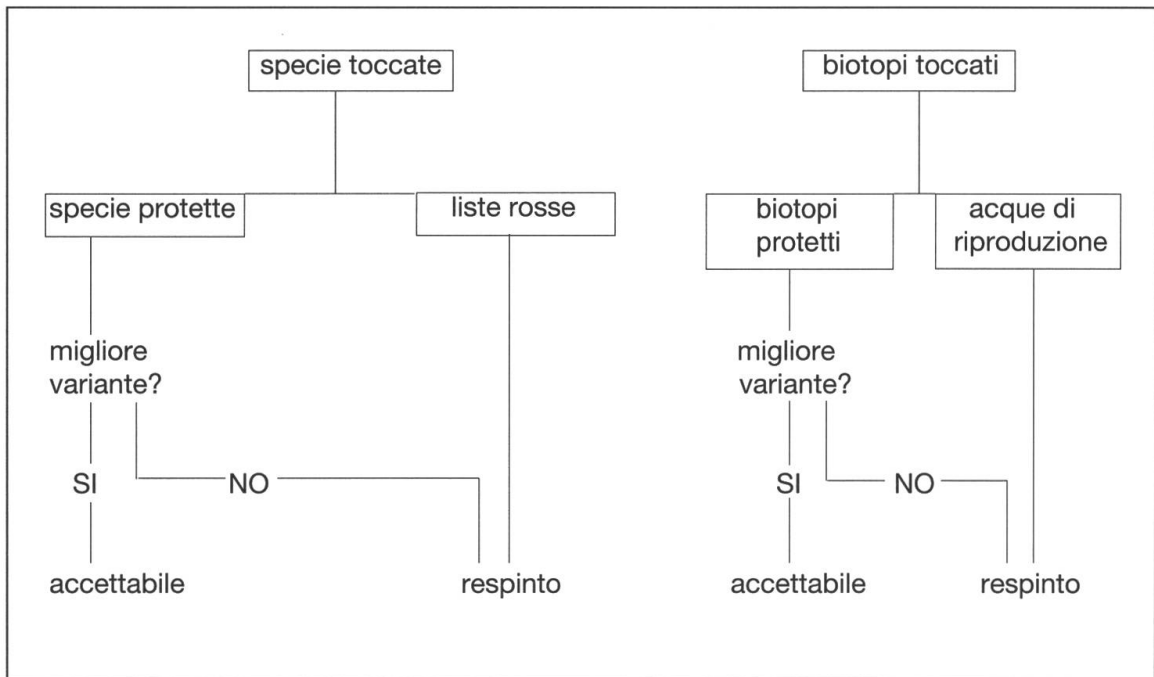 specie toccate
biotopi toccati
specie protette
liste rosse
biotopi
protetti
acque di
riproduzione
migliore
variante?
migliore
variante?
SI
NO
SI
NO
accettabile
respinto
accettabile
respinto